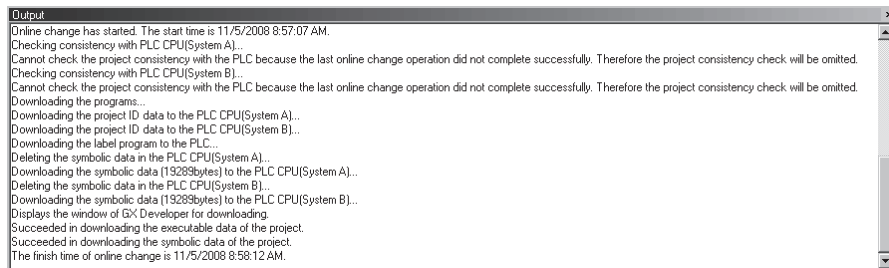 Output
Online change has started. The start time is 11/5/2008 8:57:07 AM.
Checking consistency with PLC CPU(System A)...
Cannot check the project consistency with the PLC because the last online change operation did not complete successfully. Therefore the project consistency check will be omitted.
Checking consistency with PLC CPU(System B)...
Cannot check the project consistency with the PLC because the last online change operation did not complete successfully. Therefore the project consistency check will be omitted.
Downloading the programs...
Downloading the project ID data to the PLC CPU(System A)...
Downloading the project ID data to the PLC CPU(System B)...
Downloading the label program to the PLC...
Deleting the symbolic data in the PLC CPU(System A)...
Downloading the symbolic data (19289bytes) to the PLC CPU(System A)...
Deleting the symbolic data in the PLC CPU(System B)...
Downloading the symbolic data (19289bytes) to the PLC CPU(System B)...
Displays the window of GX Developer for downloading.
Succeeded in downloading the executable data of the project.
Succeeded in downloading the symbolic data of the project.
The finish time of online change is 11/5/2008 8:58:12 AM.